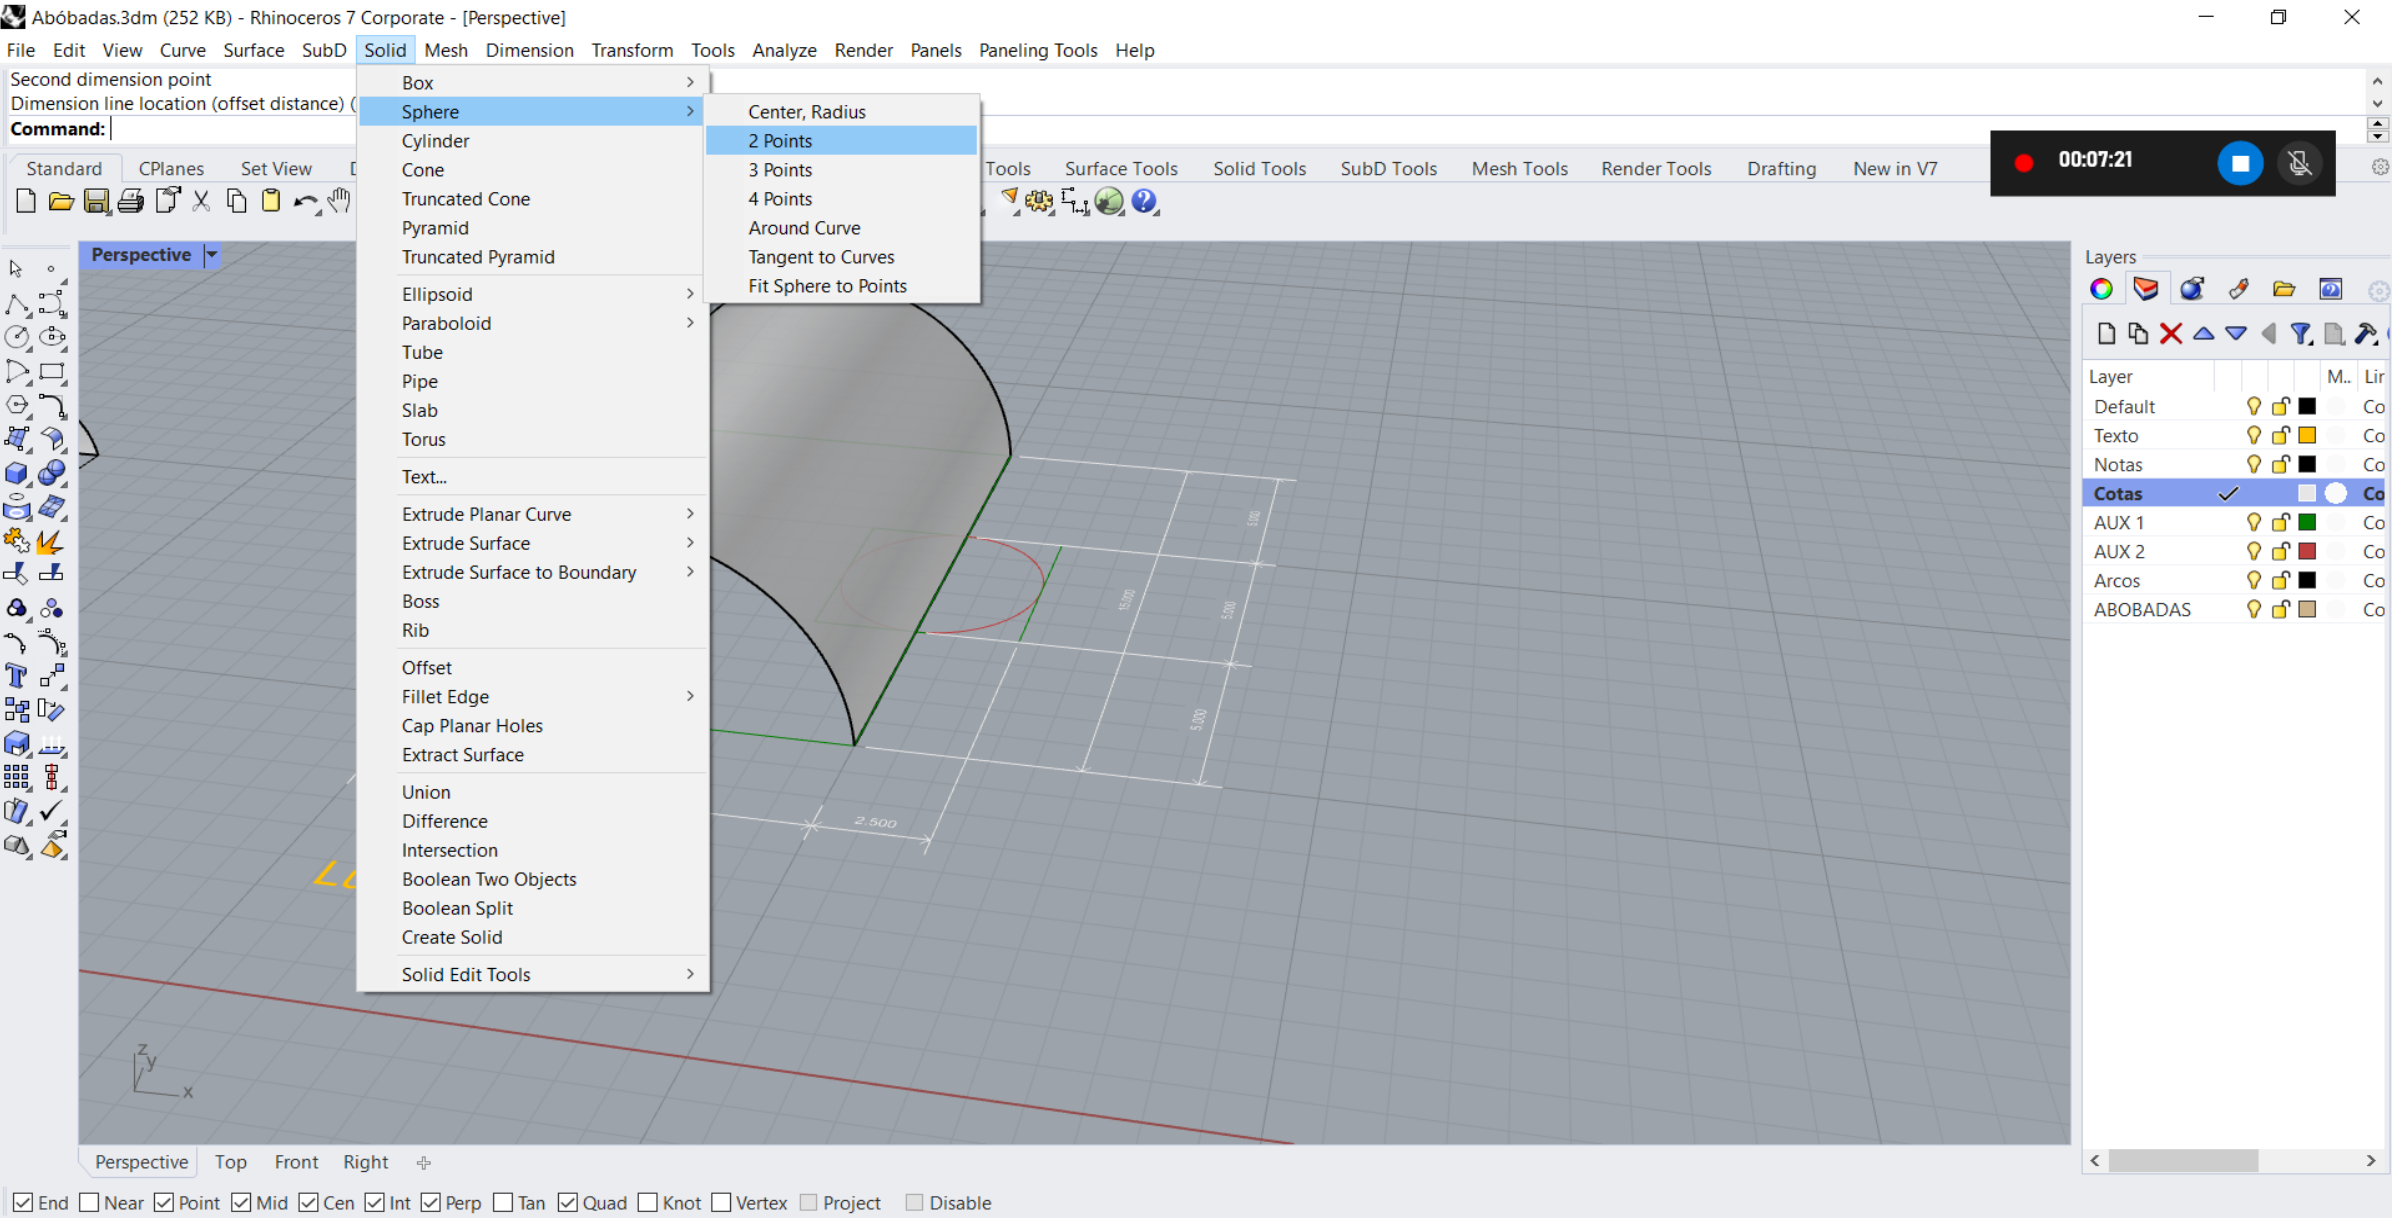 Abóbadas.3dm (252 KB) - Rhinoceros 7 Corporate - [Perspective]
File Edit View Curve Surface SubD Solid Mesh Dimension Transform Tools Analyze Render Panels Paneling Tools Help
Second dimension point
Dimension line location (offset distance) (
Command:
Box
Sphere
Cylinder
Cone
Truncated Cone
Pyramid
Truncated Pyramid
Ellipsoid
Paraboloid
Tube
Pipe
Slab
Torus
Text...
Extrude Planar Curve
Extrude Surface
Extrude Surface to Boundary
Boss
Rib
Offset
Fillet Edge
Cap Planar Holes
Extract Surface
Union
Difference
Intersection
Boolean Two Objects
Boolean Split
Create Solid
Solid Edit Tools
Center, Radius
2 Points
3 Points
4 Points
Around Curve
Tangent to Curves
Fit Sphere to Points
Standard CPlanes Set View Tools Surface Tools Solid Tools SubD Tools Mesh Tools Render Tools Drafting New in V7
00:07:21
Perspective
5.000
15.000
5.000
5.000
2.500
z
y
x
Layers
Layer M.. Lir
Default Co
Texto Co
Notas Co
Cotas Co
AUX 1 Co
AUX 2 Co
Arcos Co
ABOBADAS Co
Perspective Top Front Right
End Near Point Mid Cen Int Perp Tan Quad Knot Vertex Project Disable